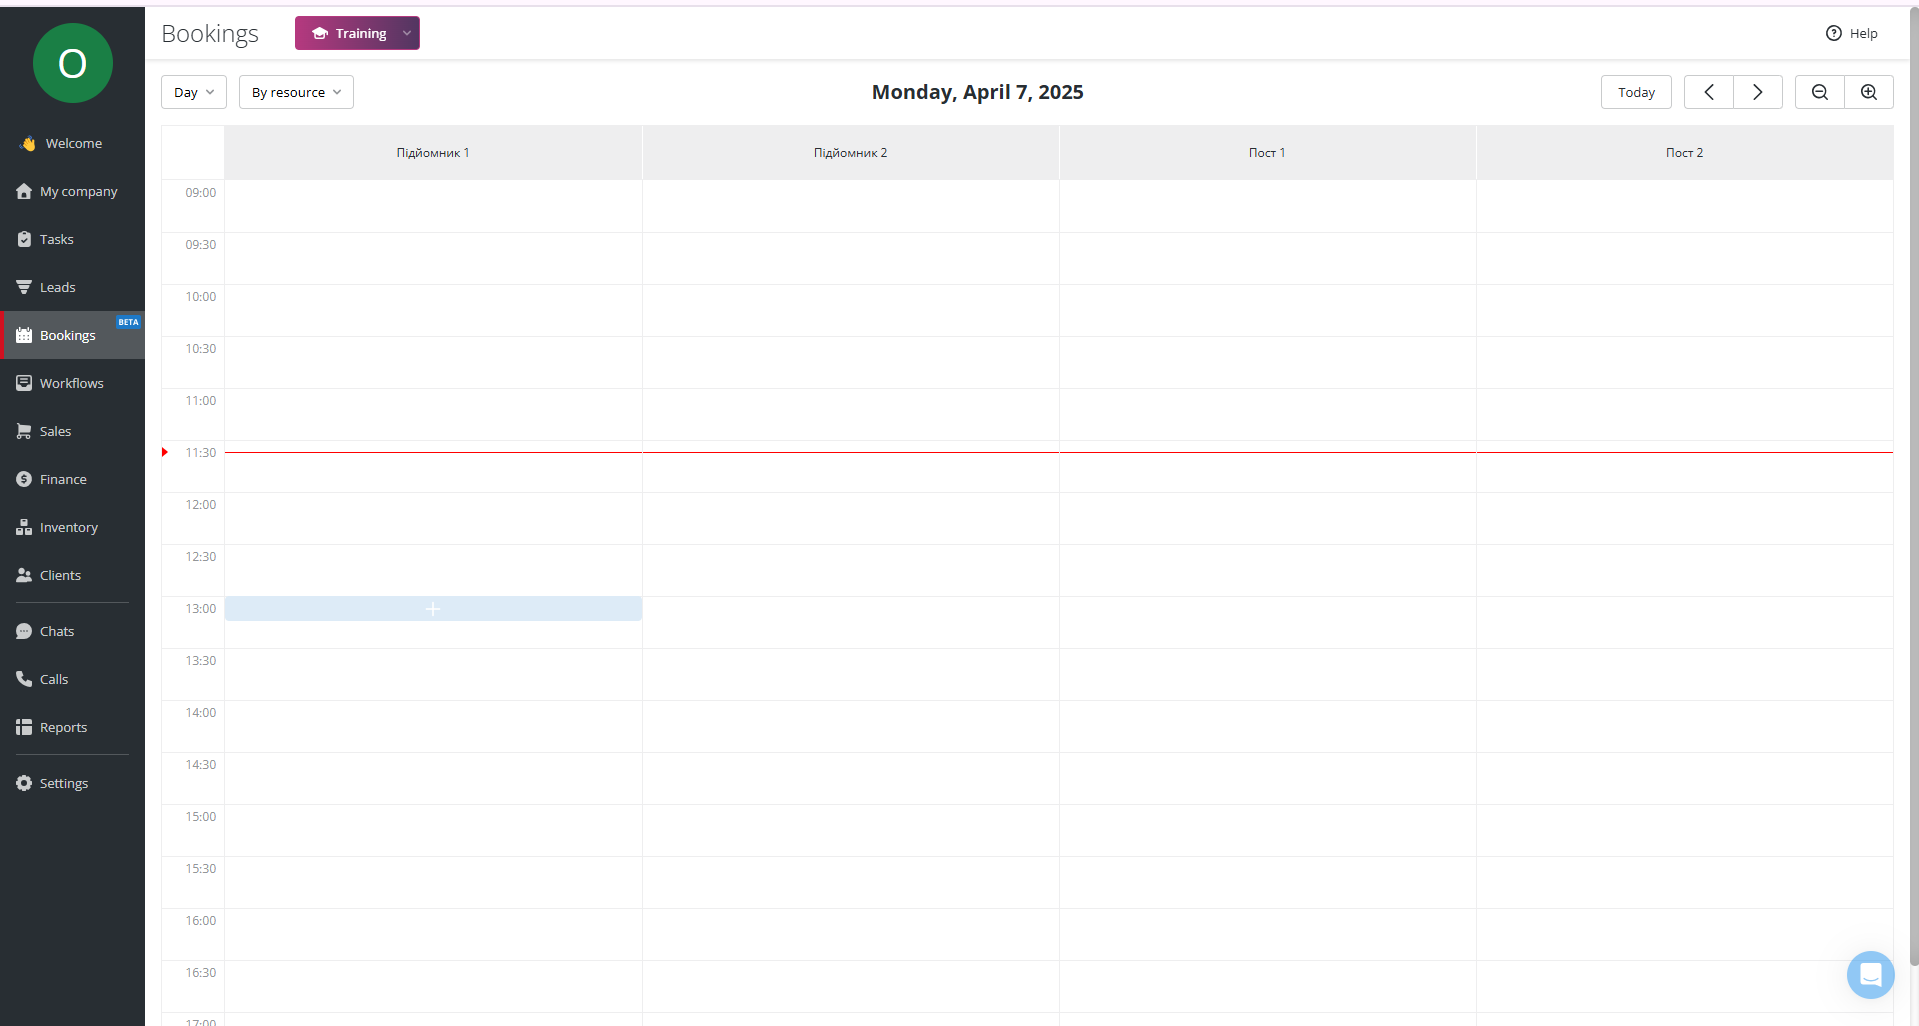 O
Welcome
My company
Tasks
Leads
Bookings
BETA
Workflows
Sales
Finance
Inventory
Clients
Chats
Calls
Reports
Settings
Bookings
Training
Help
Day
By resource
Monday, April 7, 2025
Today
Підйомник 1
Підйомник 2
Пост 1
Пост 2
09:00
09:30
10:00
10:30
11:00
11:30
12:00
12:30
13:00
13:30
14:00
14:30
15:00
15:30
16:00
16:30
17:00